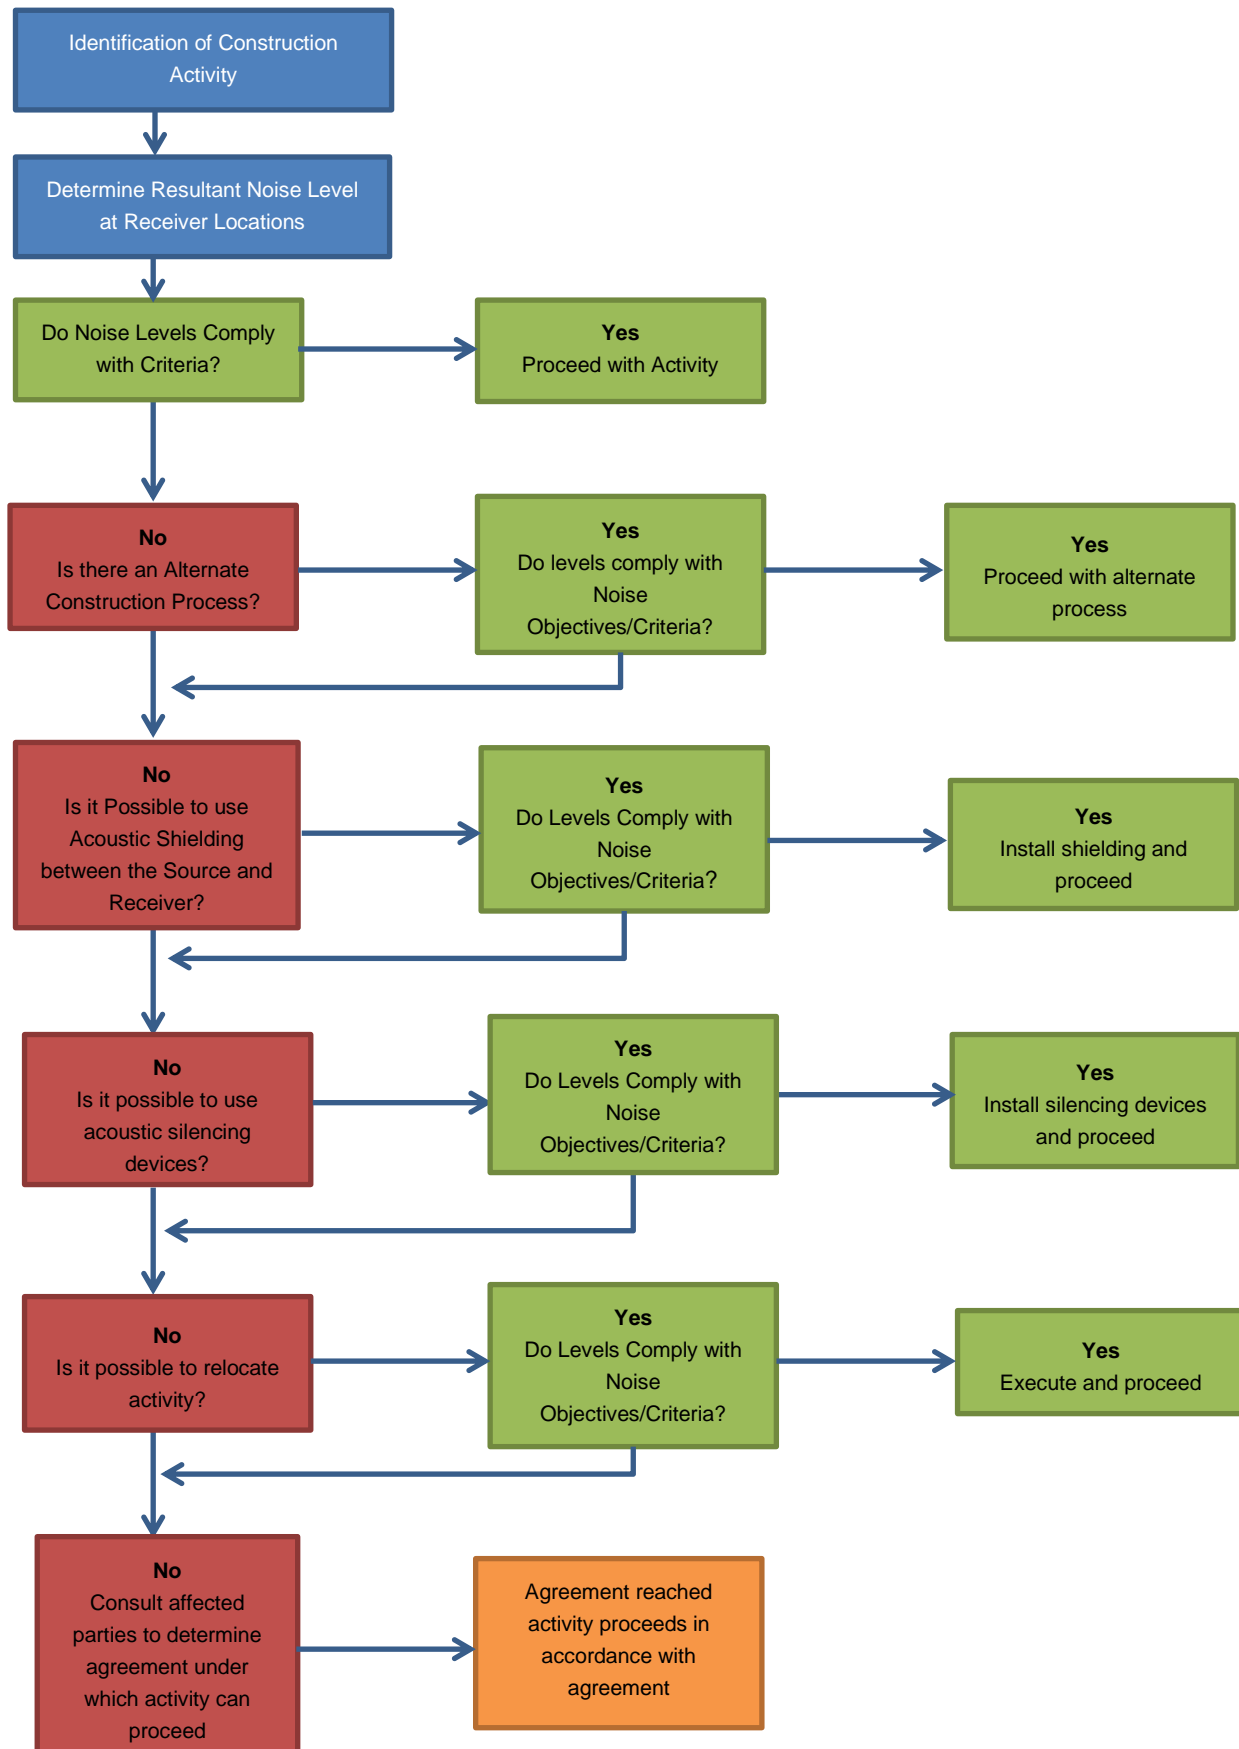 Identification of Construction
Activity
Determine Resultant Noise Level
at Receiver Locations
Do Noise Levels Comply
with Criteria?
Yes
Proceed with Activity
No
Is there an Alternate
Construction Process?
Yes
Do levels comply with
Noise
Objectives/Criteria?
Yes
Proceed with alternate
process
No
Is it Possible to use
Acoustic Shielding
between the Source and
Receiver?
Yes
Do Levels Comply with
Noise
Objectives/Criteria?
Yes
Install shielding and
proceed
No
Is it possible to use
acoustic silencing
devices?
Yes
Do Levels Comply with
Noise
Objectives/Criteria?
Yes
Install silencing devices
and proceed
No
Is it possible to relocate
activity?
Yes
Do Levels Comply with
Noise
Objectives/Criteria?
Yes
Execute and proceed
No
Consult affected
parties to determine
agreement under
which activity can
proceed
Agreement reached
activity proceeds in
accordance with
agreement